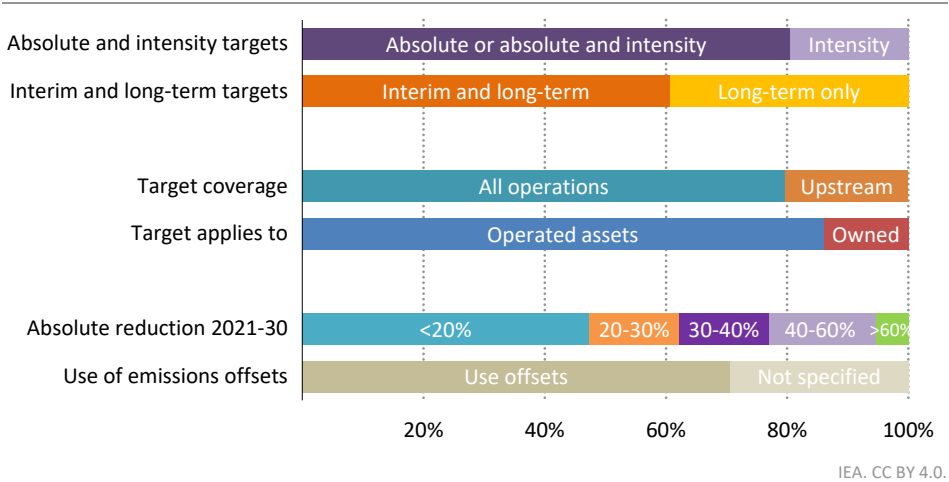 Absolute and intensity targets
Absolute or absolute and intensity
Intensity
Interim and long-term targets
Interim and long-term
Long-term only
Target coverage
All operations
Upstream
Target applies to
Operated assets
Owned
Absolute reduction 2021-30
<20%
20-30%
30-40%
40-60%
>60%
Use of emissions offsets
Use offsets
Not specified
20%
40%
60%
80%
100%
IEA. CC BY 4.0.